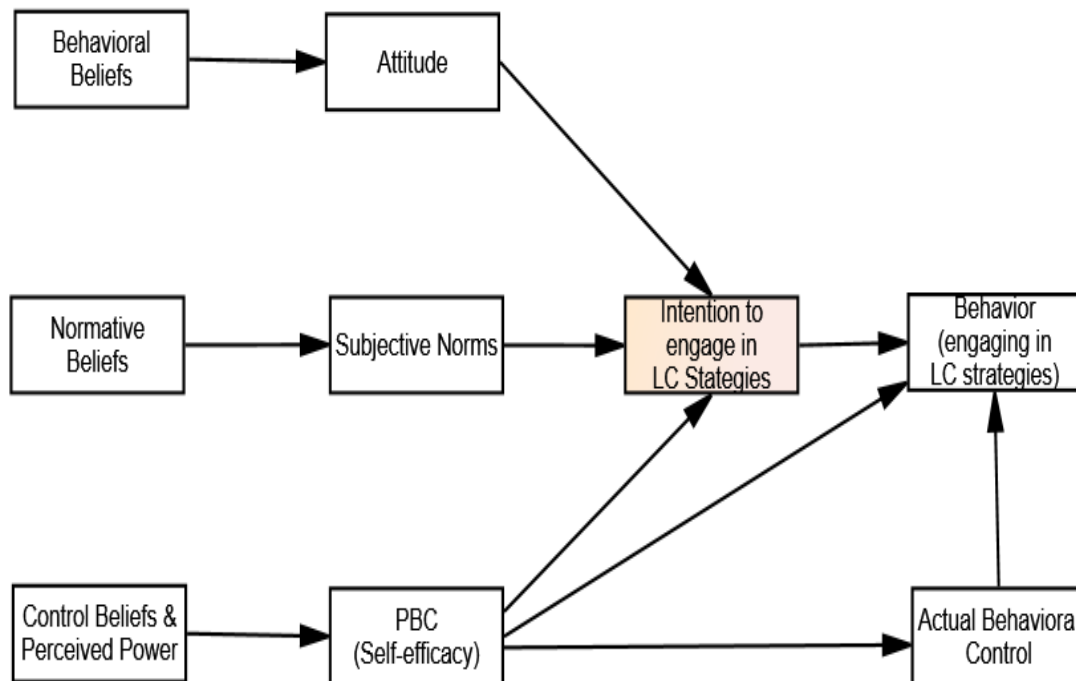 Behavioral
Beliefs
Attitude
Normative
Beliefs
Subjective Norms
Intention to
engage in
LC Stategies
Behavior
(engaging in
LC strategies)
Control Beliefs &
Perceived Power
PBC
(Self-efficacy)
Actual Behaviora
Control